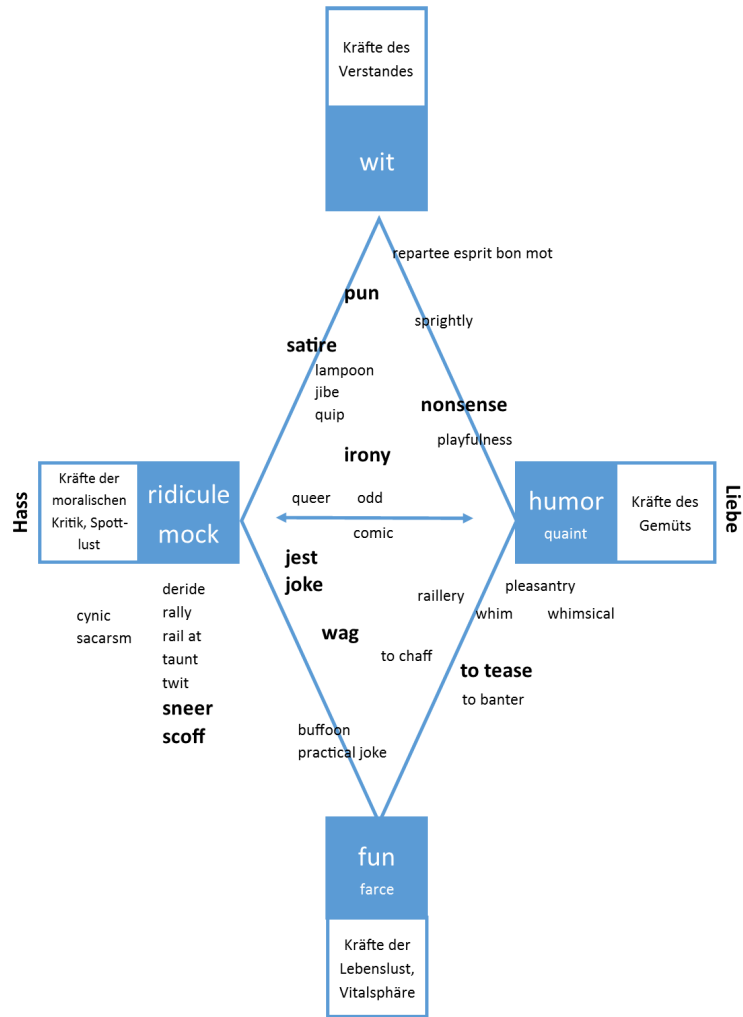 Kräfte des
Verstandes
wit
repartee esprit bon mot
pun
sprightly
satire
lampoon
jibe
quip
nonsense
playfulness
irony
Hass
Kräfte der
moralischen
Kritik, Spott-
lust
ridicule
mock
queer odd
comic
humor
quaint
Kräfte des
Gemüts
Liebe
jest
joke
deride
rally
rail at
taunt
twit
sneer
scoff
cynic
sacarsm
raillery
pleasantry
whim whimsical
wag
to chaff
to tease
to banter
buffoon
practical joke
fun
farce
Kräfte der
Lebenslust,
Vitalsphäre